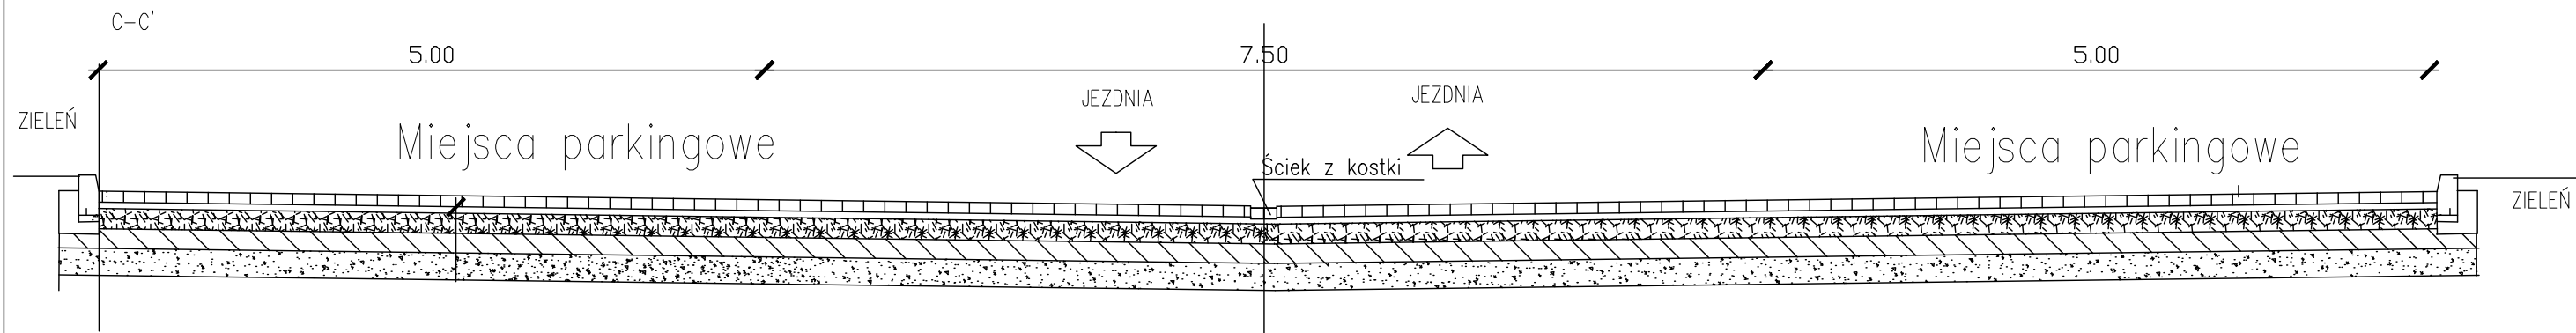 C-C'
5.00
7.50
5.00
JEZDNIA
JEZDNIA
ZIELEŃ
Miejsca parkingowe
Miejsca parkingowe
Ściek z kostki
ZIELEŃ